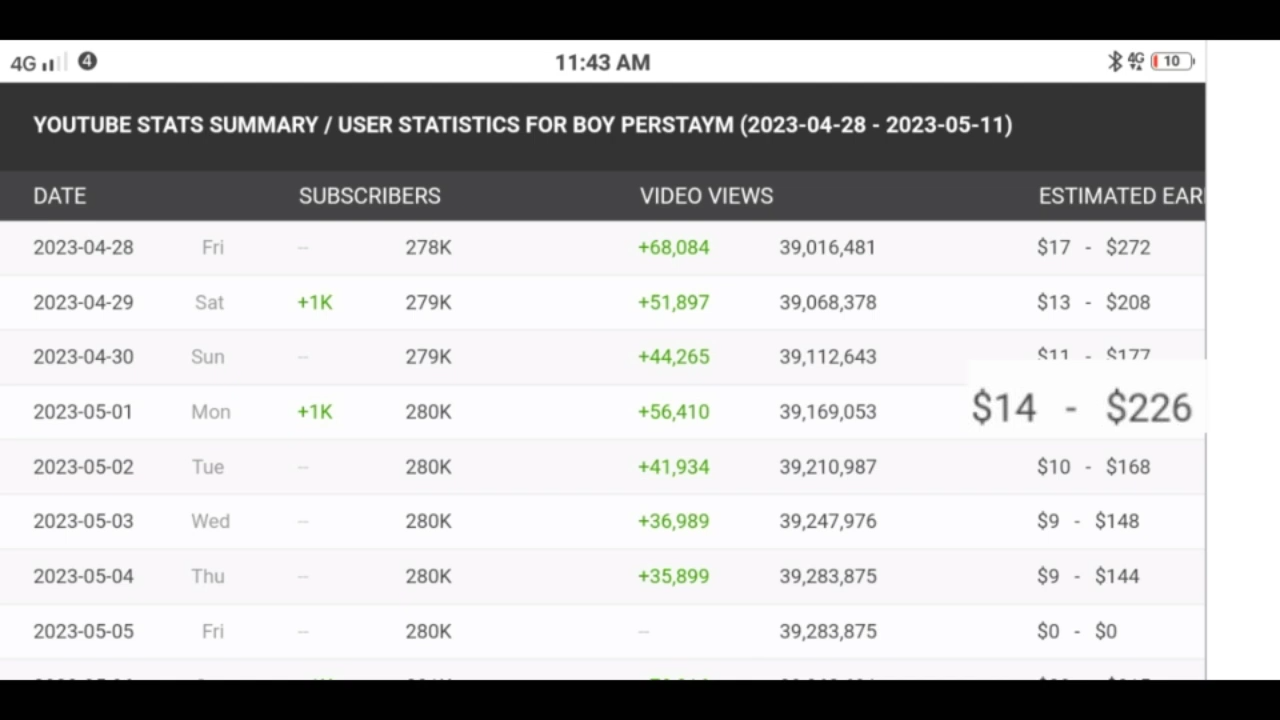 4G 4 11:43 AM 4G 10
YOUTUBE STATS SUMMARY / USER STATISTICS FOR BOY PERSTAYM (2023-04-28 - 2023-05-11)
DATE SUBSCRIBERS VIDEO VIEWS ESTIMATED EAR
2023-04-28 Fri -- 278K +68,084 39,016,481 $17 - $272
2023-04-29 Sat +1K 279K +51,897 39,068,378 $13 - $208
2023-04-30 Sun -- 279K +44,265 39,112,643 $11 - $177
2023-05-01 Mon +1K 280K +56,410 39,169,053 $14 - $226
2023-05-02 Tue -- 280K +41,934 39,210,987 $10 - $168
2023-05-03 Wed -- 280K +36,989 39,247,976 $9 - $148
2023-05-04 Thu -- 280K +35,899 39,283,875 $9 - $144
2023-05-05 Fri -- 280K -- 39,283,875 $0 - $0